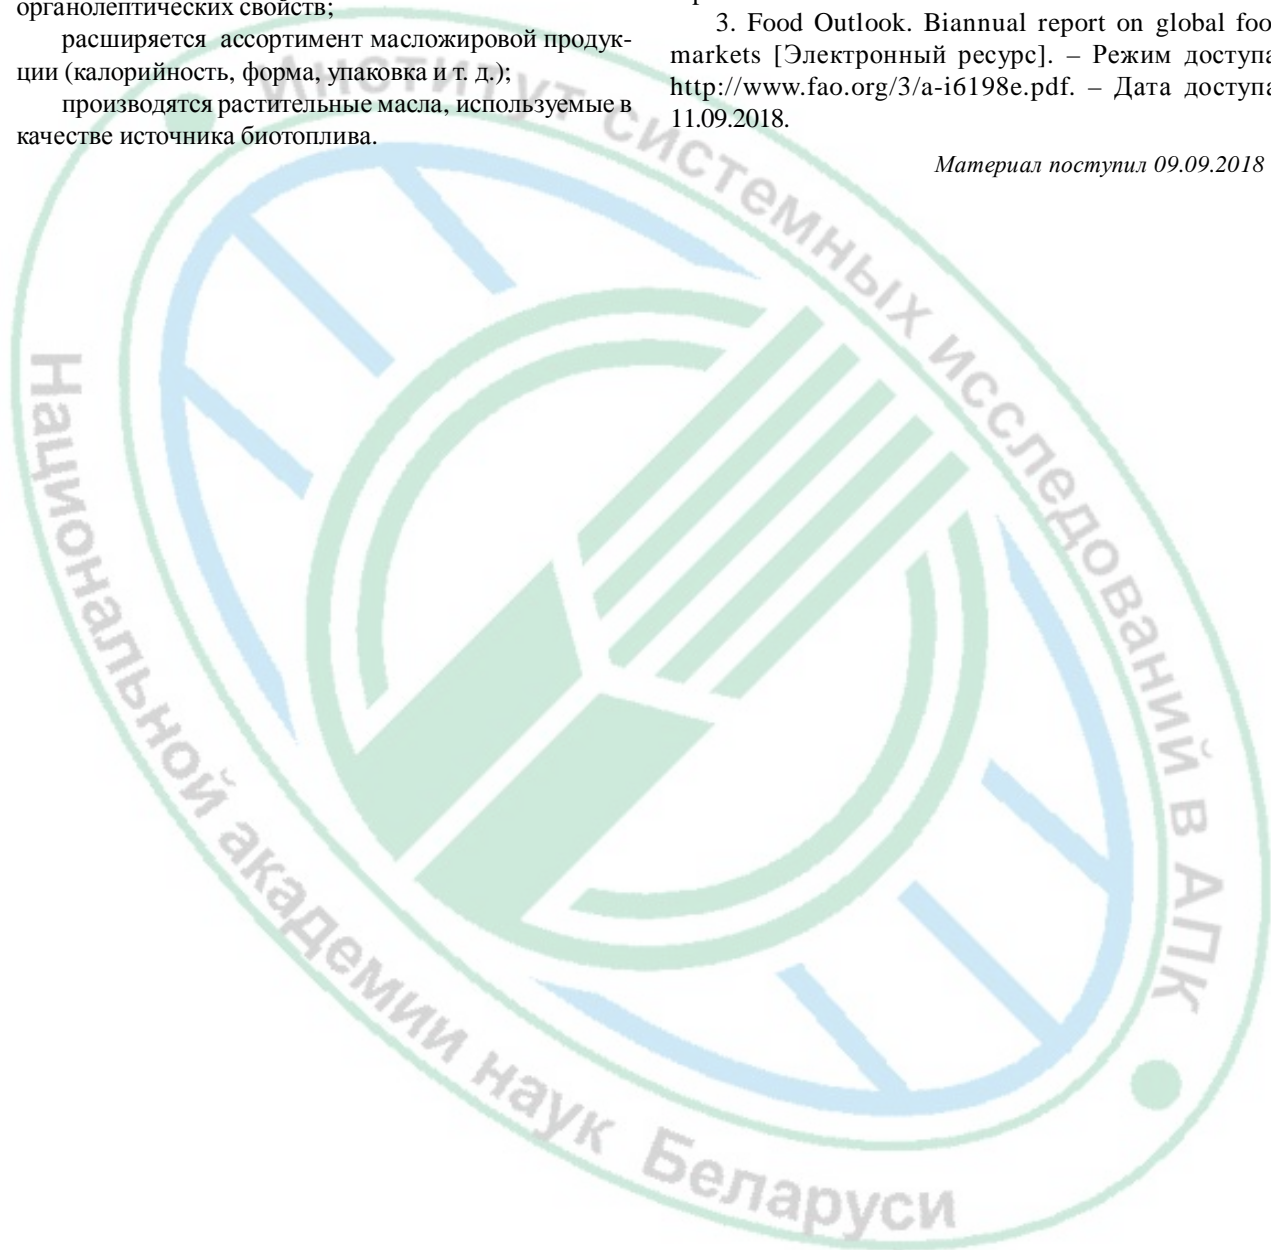 органолептических свойств;
расширяется ассортимент масложировой продук-
ции (калорийность, форма, упаковка и т. д.);
производятся растительные масла, используемые в
качестве источника биотоплива.
3. Food Outlook. Biannual report on global foo
markets [Электронный ресурс]. – Режим доступа
http://www.fao.org/3/a-i6198e.pdf. – Дата доступа
11.09.2018.
Материал поступил 09.09.2018
Институт системных исследований в АПК
Национальной академии наук Беларуси